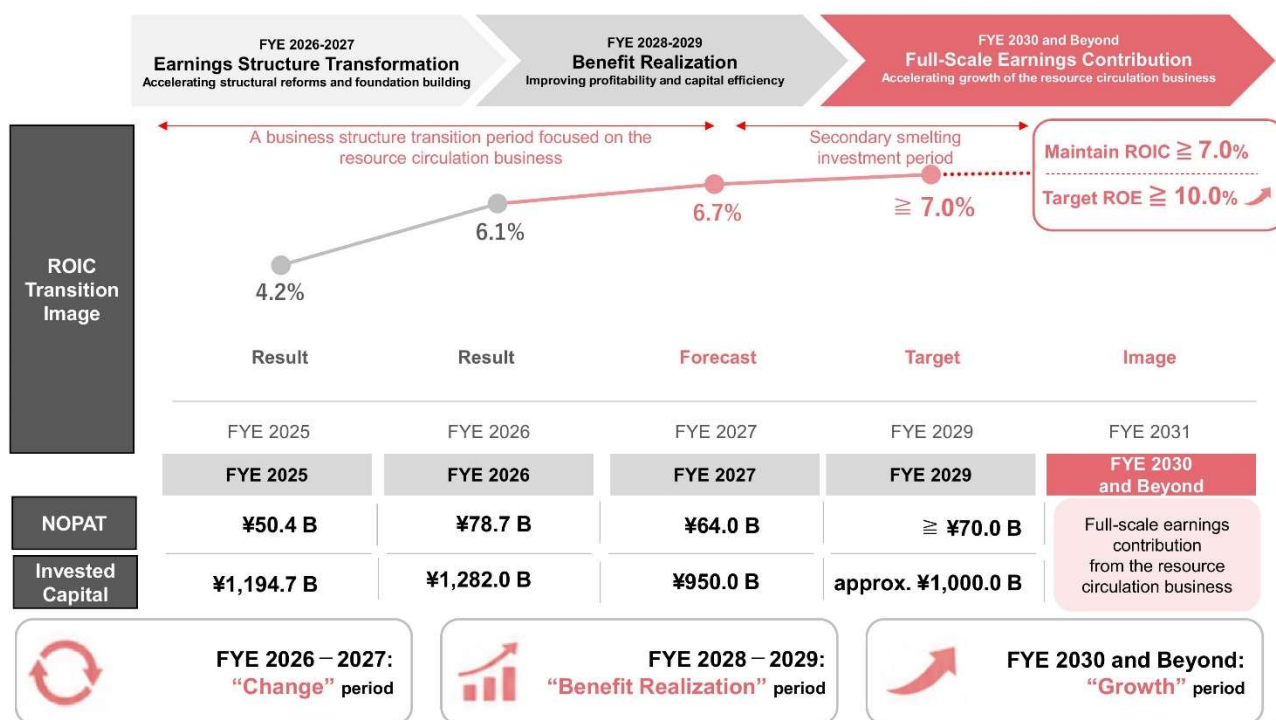 FYE 2026-2027
Earnings Structure Transformation
Accelerating structural reforms and foundation building
FYE 2028-2029
Benefit Realization
Improving profitability and capital efficiency
FYE 2030 and Beyond
Full-Scale Earnings Contribution
Accelerating growth of the resource circulation business
A business structure transition period focused on the
resource circulation business
Secondary smelting
investment period
Maintain ROIC ≧ 7.0%
Target ROE ≧ 10.0%
ROIC
Transition
Image
4.2%
6.1%
6.7%
≧ 7.0%
Result
Result
Forecast
Target
Image
FYE 2025
FYE 2026
FYE 2027
FYE 2029
FYE 2031
FYE 2025
FYE 2026
FYE 2027
FYE 2029
FYE 2030
and Beyond
NOPAT
¥50.4 B
¥78.7 B
¥64.0 B
≧ ¥70.0 B
Full-scale earnings
contribution
from the resource
circulation business
Invested
Capital
¥1,194.7 B
¥1,282.0 B
¥950.0 B
approx. ¥1,000.0 B
FYE 2026－2027:
“Change” period
FYE 2028－2029:
“Benefit Realization” period
FYE 2030 and Beyond:
“Growth” period